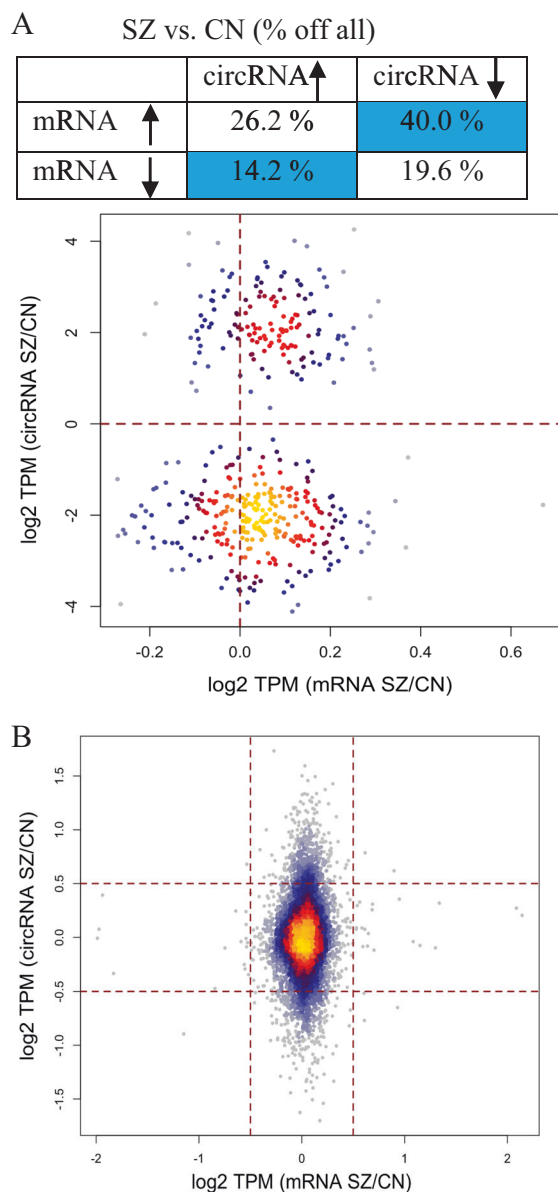 A
SZ vs. CN (% off all)
circRNA circRNA
mRNA 26.2 % 40.0 %
mRNA 14.2 % 19.6 %
log2 TPM (circRNA SZ/CN)
4
2
0
-2
-4
-0.2 0.0 0.2 0.4 0.6
log2 TPM (mRNA SZ/CN)
B
log2 TPM (circRNA SZ/CN)
1.5
1.0
0.5
0.0
-0.5
-1.0
-1.5
-2 -1 0 1 2
log2 TPM (mRNA SZ/CN)